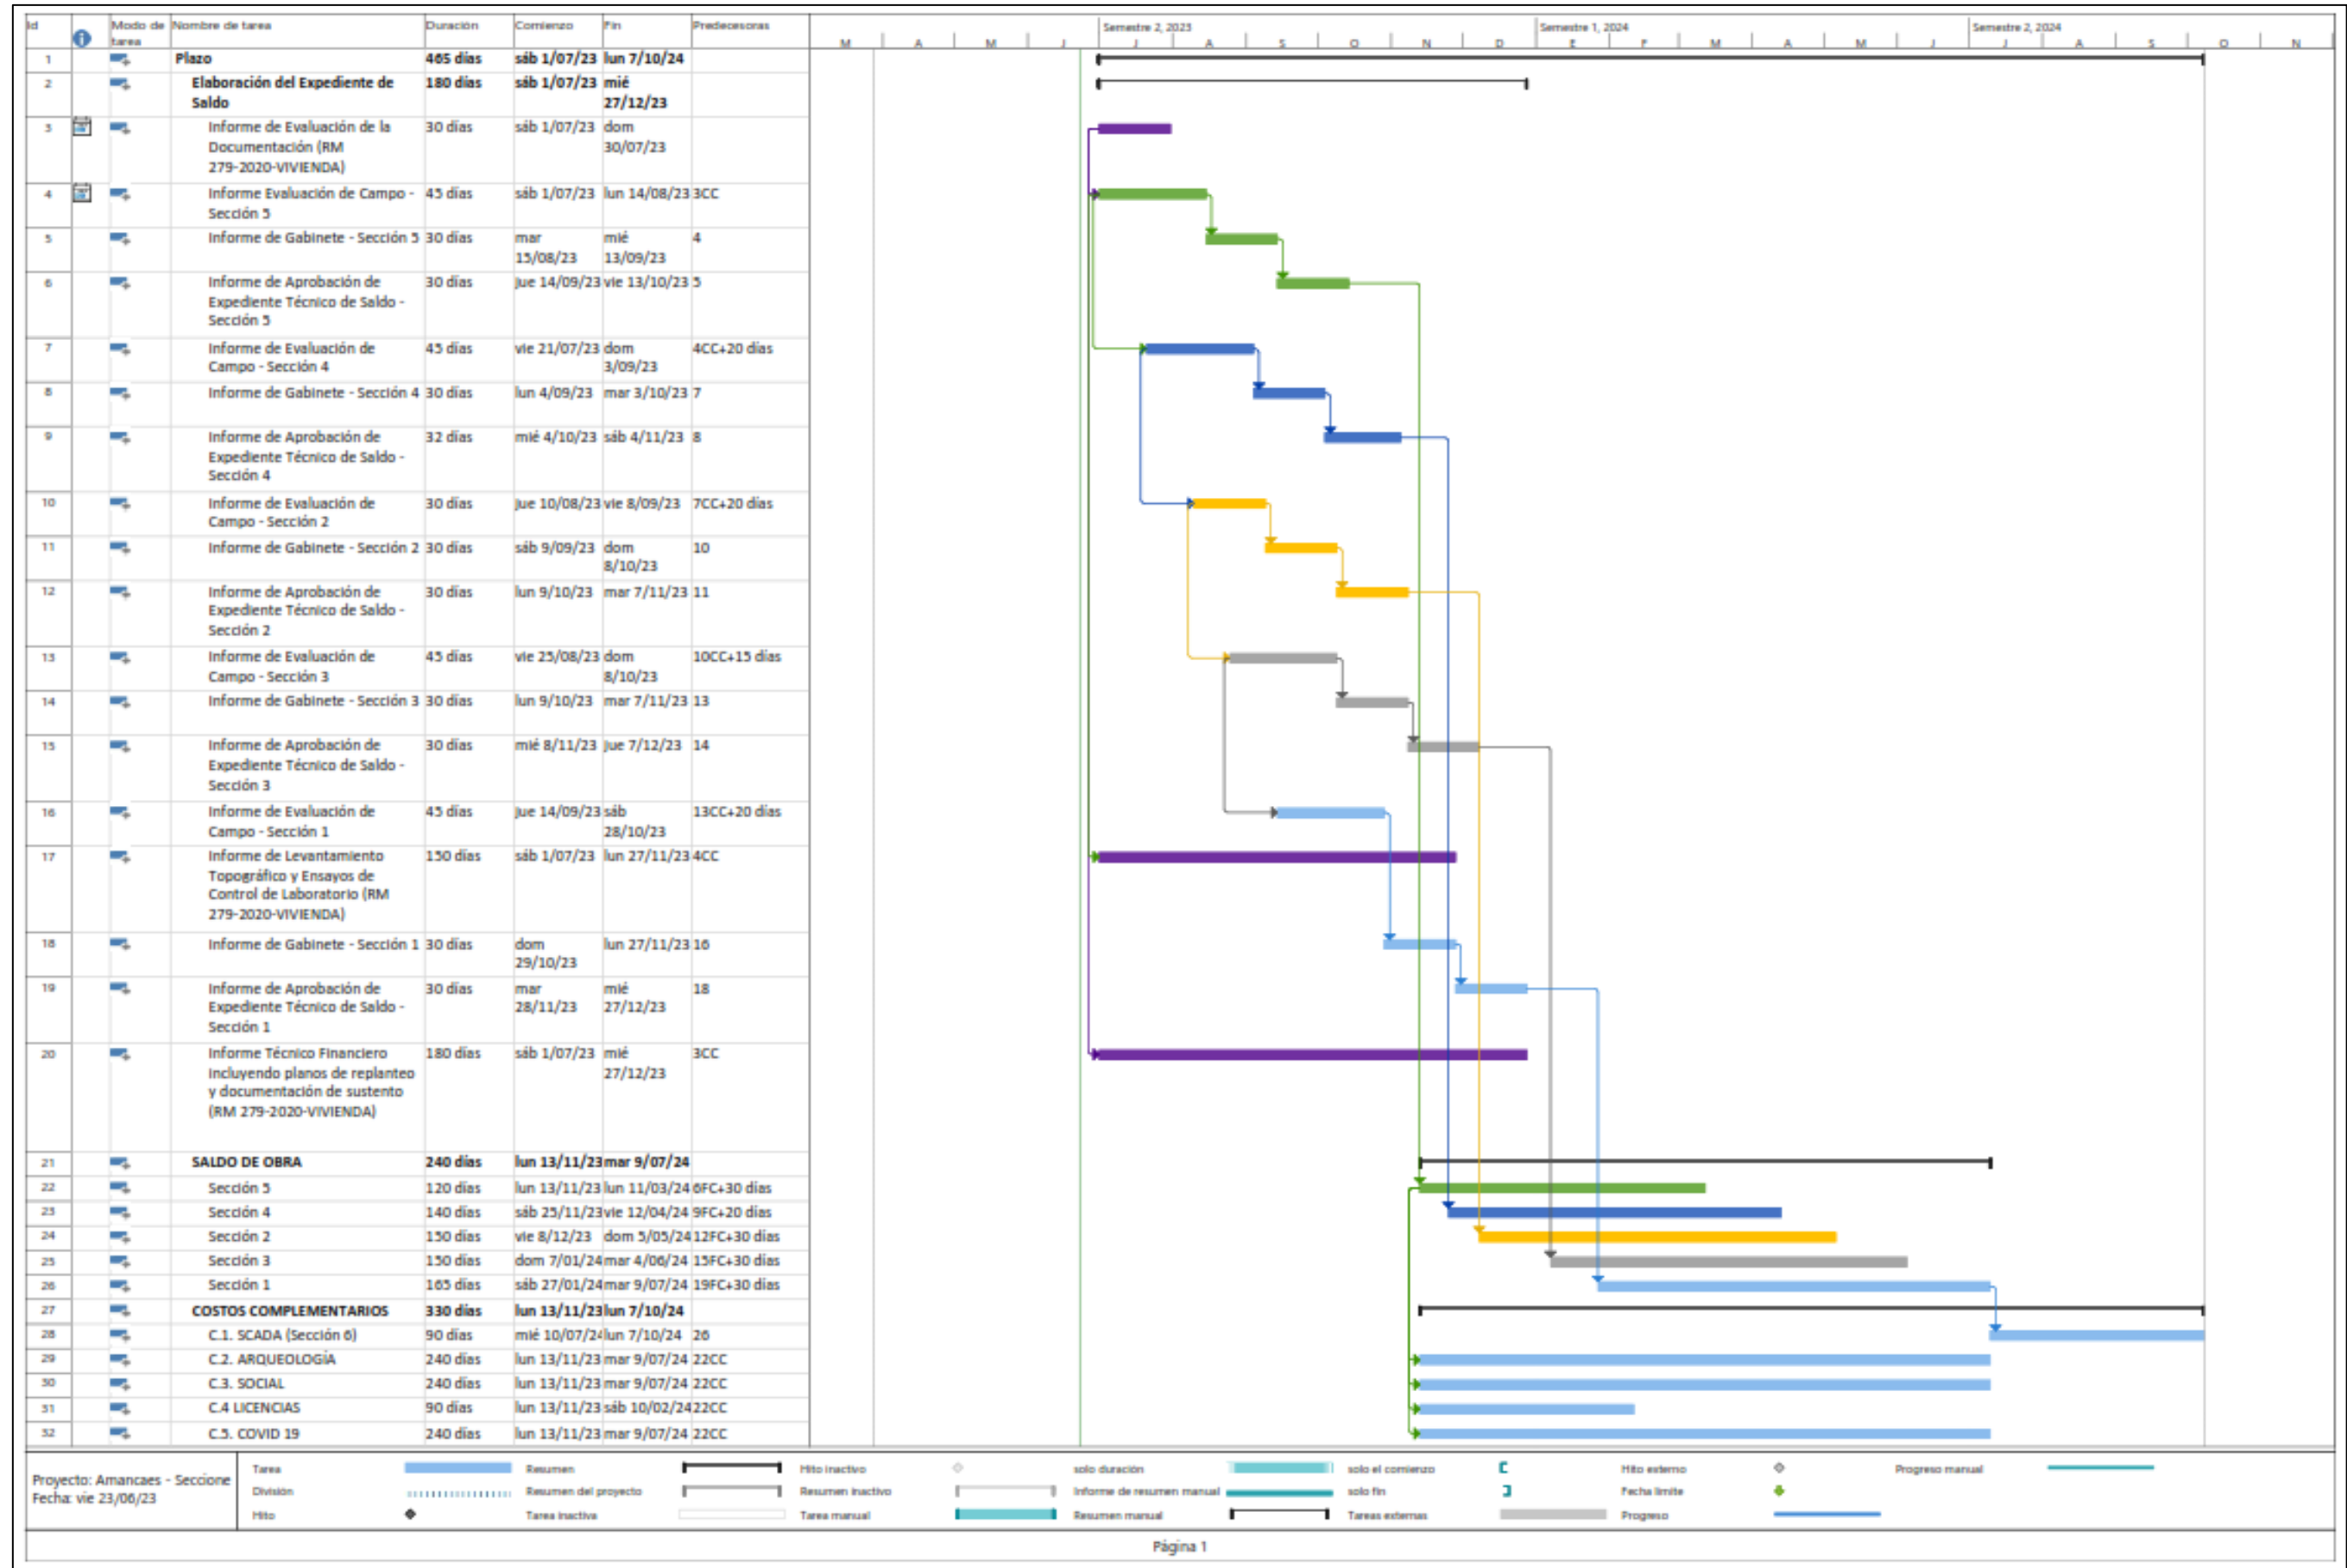 Id Modo de Nombre de tarea Duración Comienzo Fin Predecesoras Semestre 2, 2023 Semestre 1, 2024 Semestre 2, 2024
tarea M A M J J A S O N D E F M A M J J A S O N
1 Plazo 465 días sáb 1/07/23 lun 7/10/24
2 Elaboración del Expediente de 180 días sáb 1/07/23 mié
Saldo 27/12/23
3 Informe de Evaluación de la 30 días sáb 1/07/23 dom
Documentación (RM 30/07/23
279-2020-VIVIENDA)
4 Informe Evaluación de Campo - 45 días sáb 1/07/23 lun 14/08/23 3CC
Sección 5
5 Informe de Gabinete - Sección 5 30 días mar mié 4
15/08/23 13/09/23
6 Informe de Aprobación de 30 días jue 14/09/23 vie 13/10/23 5
Expediente Técnico de Saldo -
Sección 5
7 Informe de Evaluación de 45 días vie 21/07/23 dom 4CC+20 días
Campo - Sección 4 3/09/23
8 Informe de Gabinete - Sección 4 30 días lun 4/09/23 mar 3/10/23 7
9 Informe de Aprobación de 32 días mié 4/10/23 sáb 4/11/23 8
Expediente Técnico de Saldo -
Sección 4
10 Informe de Evaluación de 30 días jue 10/08/23 vie 8/09/23 7CC+20 días
Campo - Sección 2
11 Informe de Gabinete - Sección 2 30 días sáb 9/09/23 dom 10
8/10/23
12 Informe de Aprobación de 30 días lun 9/10/23 mar 7/11/23 11
Expediente Técnico de Saldo -
Sección 2
13 Informe de Evaluación de 45 días vie 25/08/23 dom 10CC+15 días
Campo - Sección 3 8/10/23
14 Informe de Gabinete - Sección 3 30 días lun 9/10/23 mar 7/11/23 13
15 Informe de Aprobación de 30 días mié 8/11/23 jue 7/12/23 14
Expediente Técnico de Saldo -
Sección 3
16 Informe de Evaluación de 45 días jue 14/09/23 sáb 13CC+20 días
Campo - Sección 1 28/10/23
17 Informe de Levantamiento 150 días sáb 1/07/23 lun 27/11/23 4CC
Topográfico y Ensayos de
Control de Laboratorio (RM
279-2020-VIVIENDA)
18 Informe de Gabinete - Sección 1 30 días dom lun 27/11/23 16
29/10/23
19 Informe de Aprobación de 30 días mar mié 18
Expediente Técnico de Saldo - 28/11/23 27/12/23
Sección 1
20 Informe Técnico Financiero 180 días sáb 1/07/23 mié 3CC
incluyendo planos de replanteo 27/12/23
y documentación de sustento
(RM 279-2020-VIVIENDA)
21 SALDO DE OBRA 240 días lun 13/11/23 mar 9/07/24
22 Sección 5 120 días lun 13/11/23 lun 11/03/24 6FC+30 días
23 Sección 4 140 días sáb 25/11/23 vie 12/04/24 9FC+20 días
24 Sección 2 150 días vie 8/12/23 dom 5/05/24 12FC+30 días
25 Sección 3 150 días dom 7/01/24 mar 4/06/24 15FC+30 días
26 Sección 1 165 días sáb 27/01/24 mar 9/07/24 19FC+30 días
27 COSTOS COMPLEMENTARIOS 330 días lun 13/11/23 lun 7/10/24
28 C.1. SCADA (Sección 6) 90 días mié 10/07/24 lun 7/10/24 26
29 C.2. ARQUEOLOGÍA 240 días lun 13/11/23 mar 9/07/24 22CC
30 C.3. SOCIAL 240 días lun 13/11/23 mar 9/07/24 22CC
31 C.4 LICENCIAS 90 días lun 13/11/23 sáb 10/02/24 22CC
32 C.5. COVID 19 240 días lun 13/11/23 mar 9/07/24 22CC
Proyecto: Amancaes - Seccione
Fecha: vie 23/06/23
Tarea Resumen Hito inactivo solo duración solo el comienzo Hito externo Progreso manual
División Resumen del proyecto Resumen inactivo Informe de resumen manual solo fin Fecha límite
Hito Tarea inactiva Tarea manual Resumen manual Tareas externas Progreso
Página 1